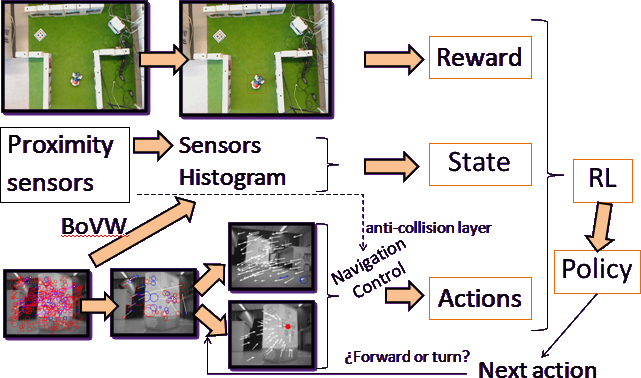 Reward
Proximity
sensors
Sensors
Histogram
State
RL
BoVW
anti-collision layer
Navigation
Control
Actions
Policy
¿Forward or turn?
Next action